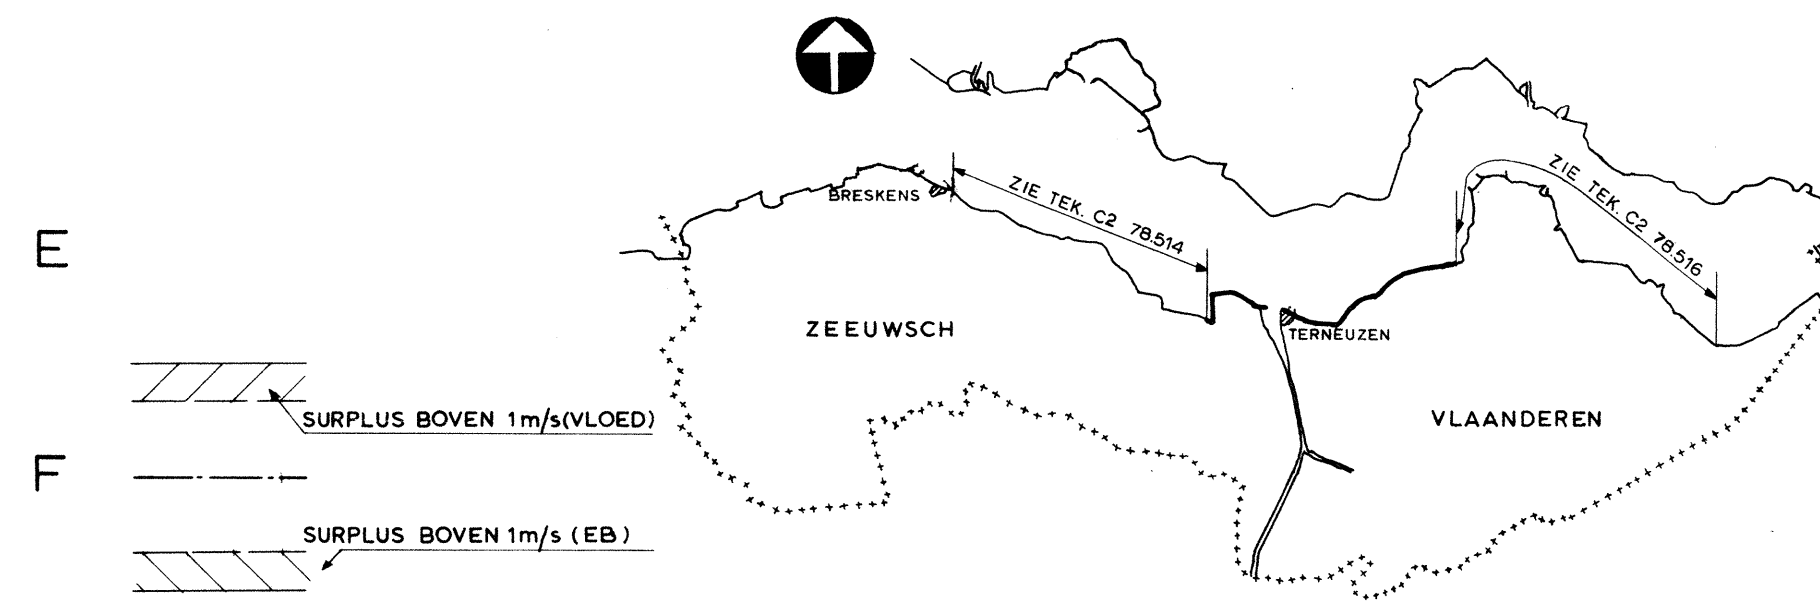 ZIE TEK. C2 78.514
ZIE TEK. C2 78.516
BRESKENS
E
ZEEUWSCH
TERNEUZEN
SURPLUS BOVEN 1m/s(VLOED)
VLAANDEREN
F
SURPLUS BOVEN 1m/s (EB)